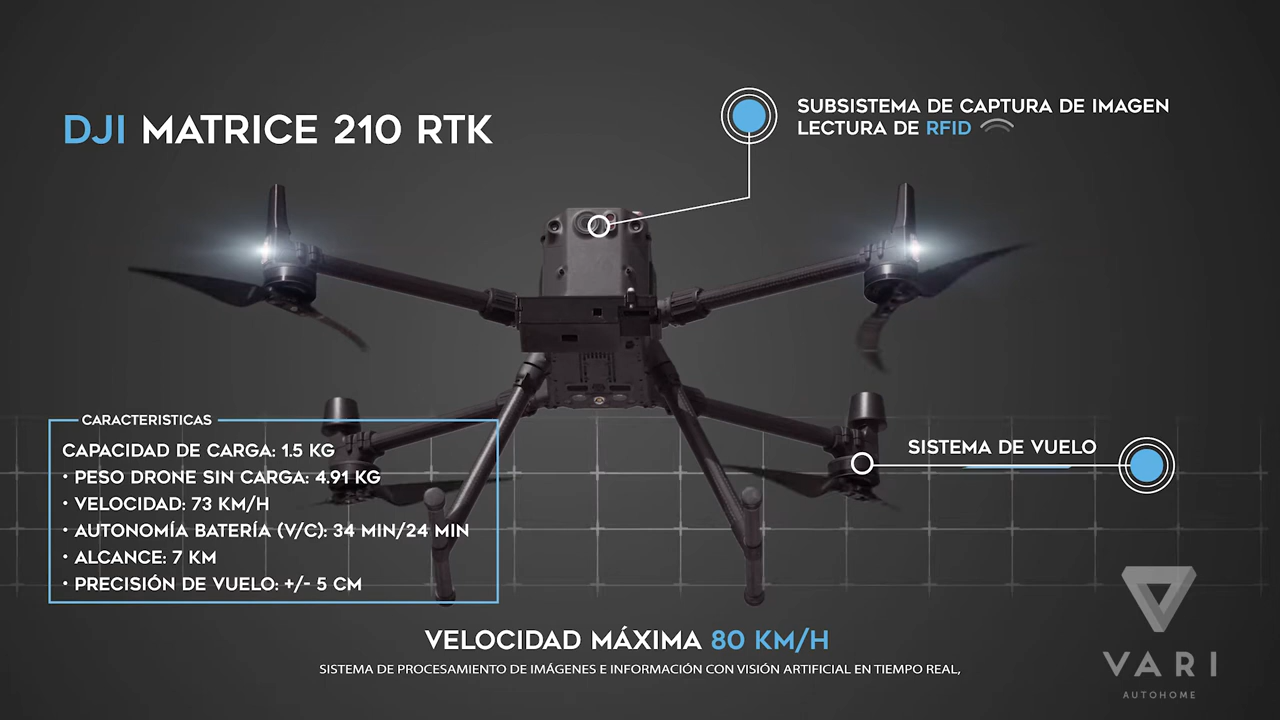 DJI MATRICE 210 RTK
SUBSISTEMA DE CAPTURA DE IMAGEN
LECTURA DE RFID
CARACTERISTICAS
CAPACIDAD DE CARGA: 1.5 KG
• PESO DRONE SIN CARGA: 4.91 KG
• VELOCIDAD: 73 KM/H
• AUTONOMÍA BATERÍA (V/C): 34 MIN/24 MIN
• ALCANCE: 7 KM
• PRECISIÓN DE VUELO: +/- 5 CM
SISTEMA DE VUELO
VELOCIDAD MÁXIMA 80 KM/H
SISTEMA DE PROCESAMIENTO DE IMÁGENES E INFORMACIÓN CON VISIÓN ARTIFICIAL EN TIEMPO REAL,
VARI
AUTOHOME